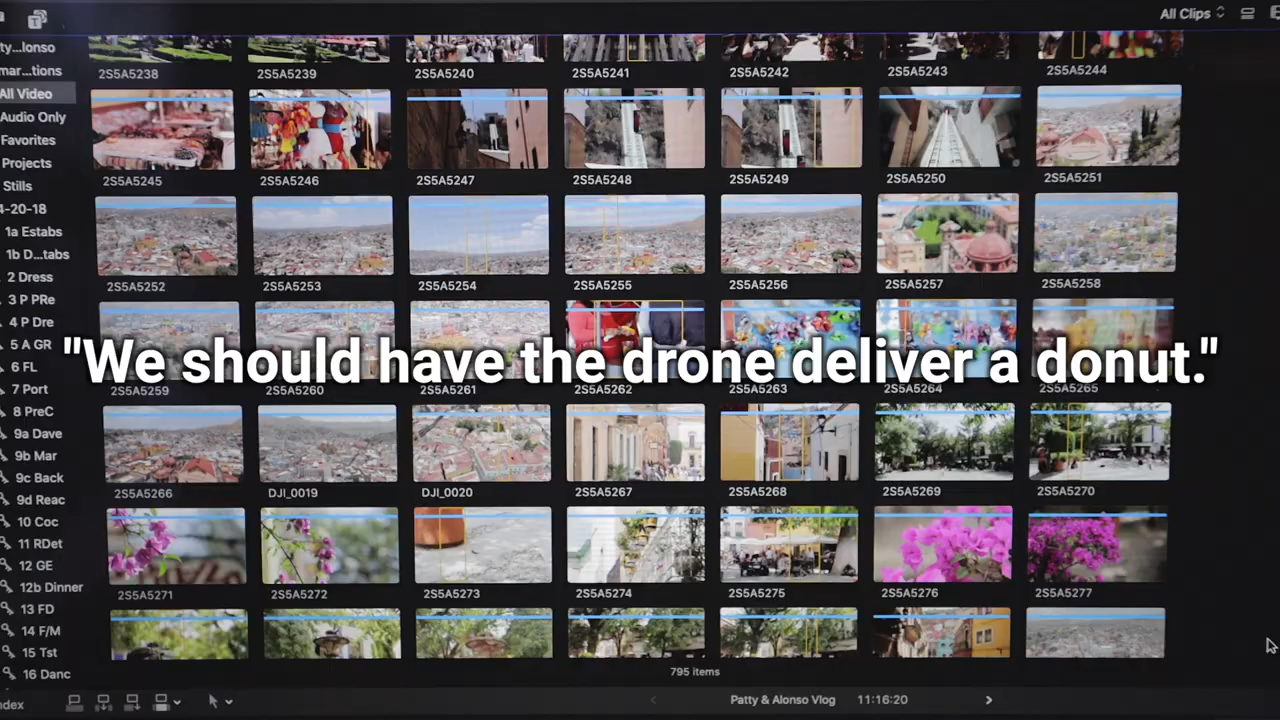 All Clips
ty...lonso
mar...tions
All Video
Audio Only
Favorites
Projects
Stills
4-20-18
1a Estabs
1b D...tabs
2 Dress
3 P PRe
4 P Dre
5 A GR
6 FL
7 Port
8 PreC
9a Dave
9b Mar
9c Back
9d Reac
10 Coc
11 RDet
12 GE
12b Dinner
13 FD
14 F/M
15 Tst
16 Danc
ndex
2S5A5238 2S5A5239 2S5A5240 2S5A5241 2S5A5242 2S5A5243 2S5A5244
2S5A5245 2S5A5246 2S5A5247 2S5A5248 2S5A5249 2S5A5250 2S5A5251
2S5A5252 2S5A5253 2S5A5254 2S5A5255 2S5A5256 2S5A5257 2S5A5258
"We should have the drone deliver a donut."
2S5A5259 2S5A5260 2S5A5261 2S5A5262 2S5A5263 2S5A5264 2S5A5265
2S5A5266 DJI_0019 DJI_0020 2S5A5267 2S5A5268 2S5A5269 2S5A5270
2S5A5271 2S5A5272 2S5A5273 2S5A5274 2S5A5275 2S5A5276 2S5A5277
795 items
Patty & Alonso Vlog 11:16:20